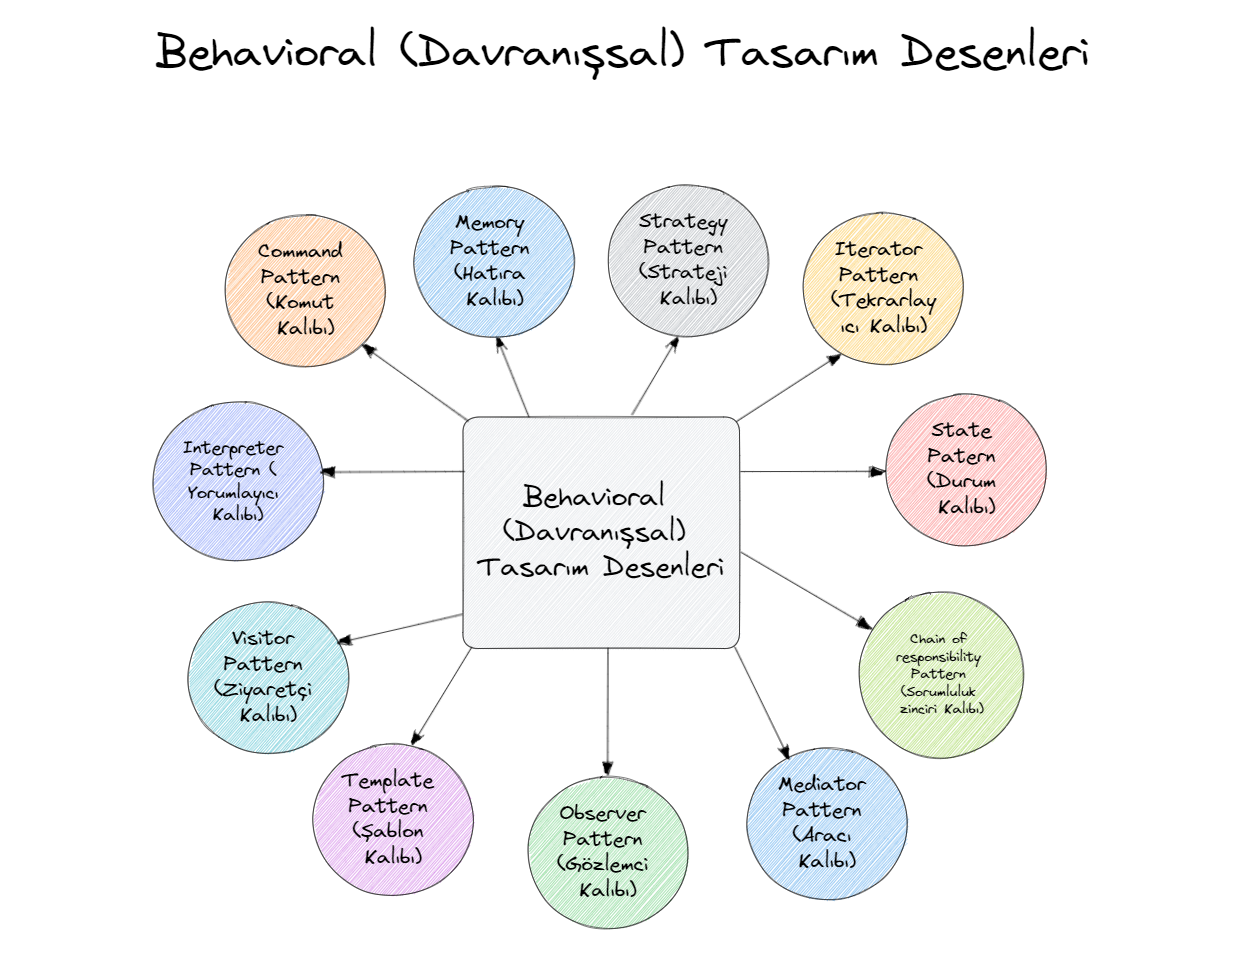 Behavioral (Davranışsal) Tasarım Desenleri
Command
Pattern
(Komut
Kalıbı)
Memory
Pattern
(Hatıra
Kalıbı)
Strategy
Pattern
(Strateji
Kalıbı)
Iterator
Pattern
(Tekrarlay
ıcı Kalıbı)
Interpreter
Pattern (
Yorumlayıcı
Kalıbı)
Behavioral
(Davranışsal)
Tasarım Desenleri
State
Patern
(Durum
Kalıbı)
Visitor
Pattern
(Ziyaretçi
Kalıbı)
Chain of
responsibility
Pattern
(Sorumluluk
zinciri Kalıbı)
Template
Pattern
(Şablon
Kalıbı)
Observer
Pattern
(Gözlemci
Kalıbı)
Mediator
Pattern
(Aracı
Kalıbı)